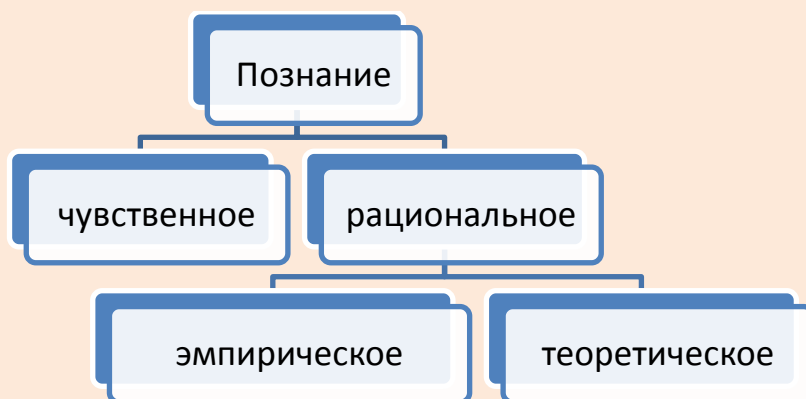 Познание
чувственное
рациональное
эмпирическое
теоретическое